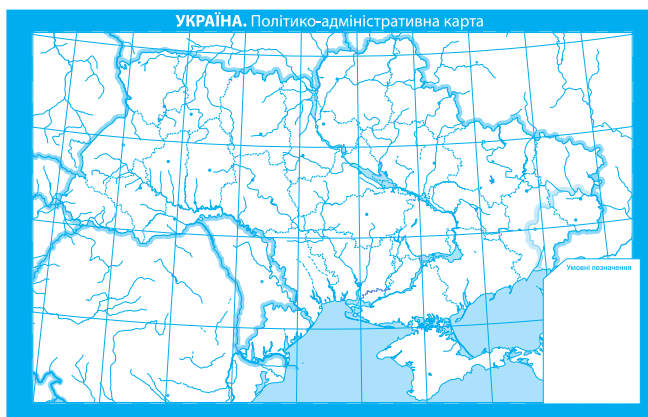 УКРАЇНА. Політико-адміністративна карта
Умовні позначення